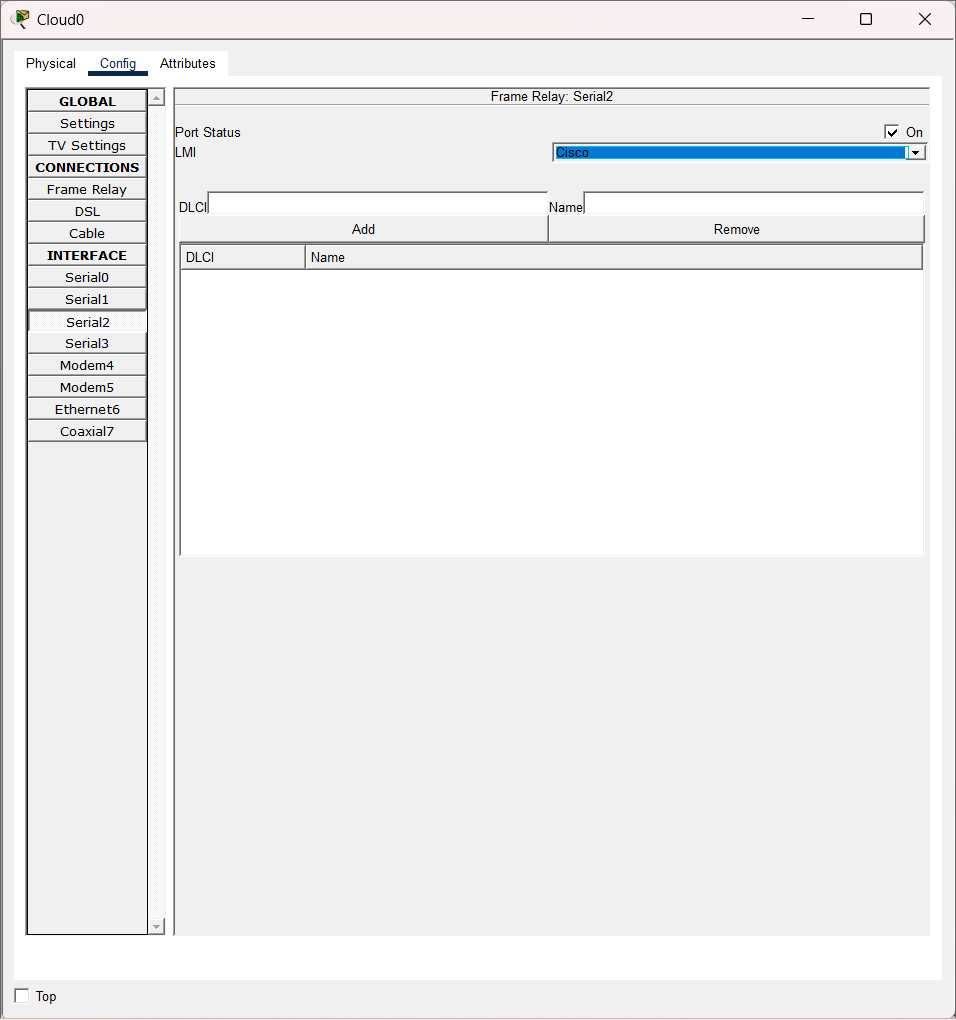 Cloud0
Physical Config Attributes
GLOBAL
Settings
TV Settings
CONNECTIONS
Frame Relay
DSL
Cable
INTERFACE
Serial0
Serial1
Serial2
Serial3
Modem4
Modem5
Ethernet6
Coaxial7
Frame Relay: Serial2
Port Status On
LMI Cisco
DLCI Name
Add Remove
DLCI Name
Top